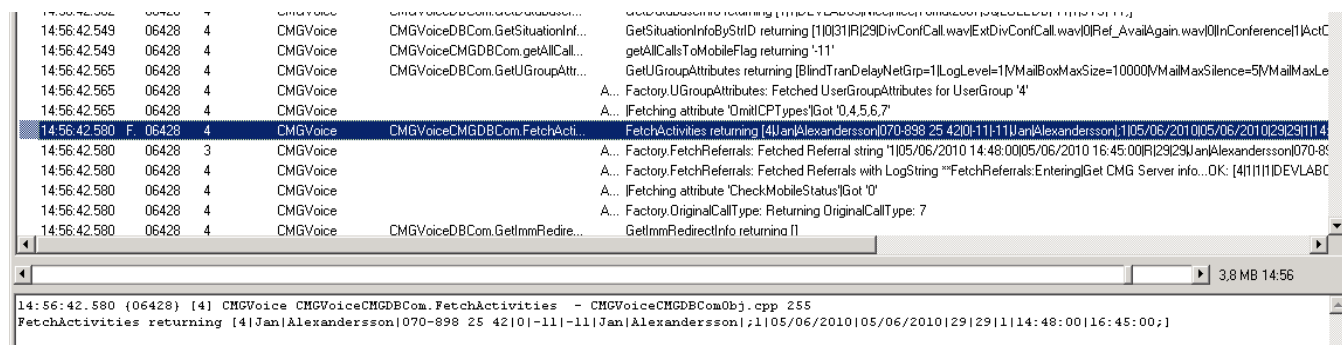 14:56:42.549 06428 4 CMGVoice CMGVoiceDBCom.GetSituationInf... GetSituationInfoByStrID returning [1|0|31|R|29|DivConfCall.wav|ExtDivConfCall.wav|0|Ref_AvailAgain.wav|0|InConference|1|ActC
14:56:42.549 06428 4 CMGVoice CMGVoiceCMGDBCom.getAllCall... getAllCallsToMobileFlag returning '-11'
14:56:42.565 06428 4 CMGVoice CMGVoiceDBCom.GetUGroupAttr... GetUGroupAttributes returning [BlindTranDelayNetGrp=1|LogLevel=1|VMailBoxMaxSize=10000|VMailMaxSilence=5|VMailMaxLe
14:56:42.565 06428 4 CMGVoice A... Factory.UGroupAttributes: Fetched UserGroupAttributes for UserGroup '4'
14:56:42.565 06428 4 CMGVoice A... |Fetching attribute 'OmitICPTypes'|Got '0,4,5,6,7'
14:56:42.580 F. 06428 4 CMGVoice CMGVoiceCMGDBCom.FetchActi... FetchActivities returning [4|Jan|Alexandersson|070-898 25 42|0|-11|-11|Jan|Alexandersson|;1|05/06/2010|05/06/2010|29|29|1|14:
14:56:42.580 06428 3 CMGVoice A... Factory.FetchReferrals: Fetched Referral string '1|05/06/2010 14:48:00|05/06/2010 16:45:00|R|29|29|Jan|Alexandersson|070-89
14:56:42.580 06428 4 CMGVoice A... Factory.FetchReferrals: Fetched Referrals with LogString **FetchReferrals:Entering|Get CMG Server info...OK: [4|1|1|1|DEVLABC
14:56:42.580 06428 4 CMGVoice A... |Fetching attribute 'CheckMobileStatus'|Got '0'
14:56:42.580 06428 4 CMGVoice A... Factory.OriginalCallType: Returning OriginalCallType: 7
14:56:42.580 06428 4 CMGVoice CMGVoiceDBCom.GetImmRedire... GetImmRedirectInfo returning []
3,8 MB 14:56
14:56:42.580 {06428} [4] CMGVoice CMGVoiceCMGDBCom.FetchActivities - CMGVoiceCMGDBComObj.cpp 255
FetchActivities returning [4|Jan|Alexandersson|070-898 25 42|0|-11|-11|Jan|Alexandersson|;1|05/06/2010|05/06/2010|29|29|1|14:48:00|16:45:00;]